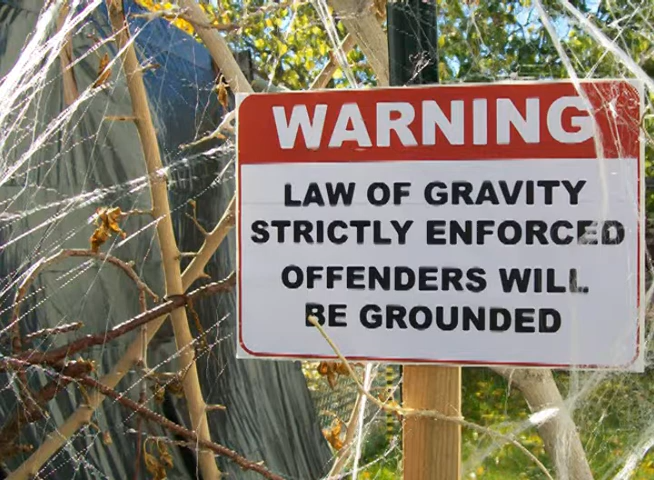 WARNING
LAW OF GRAVITY
STRICTLY ENFORCED
OFFENDERS WILL
BE GROUNDED